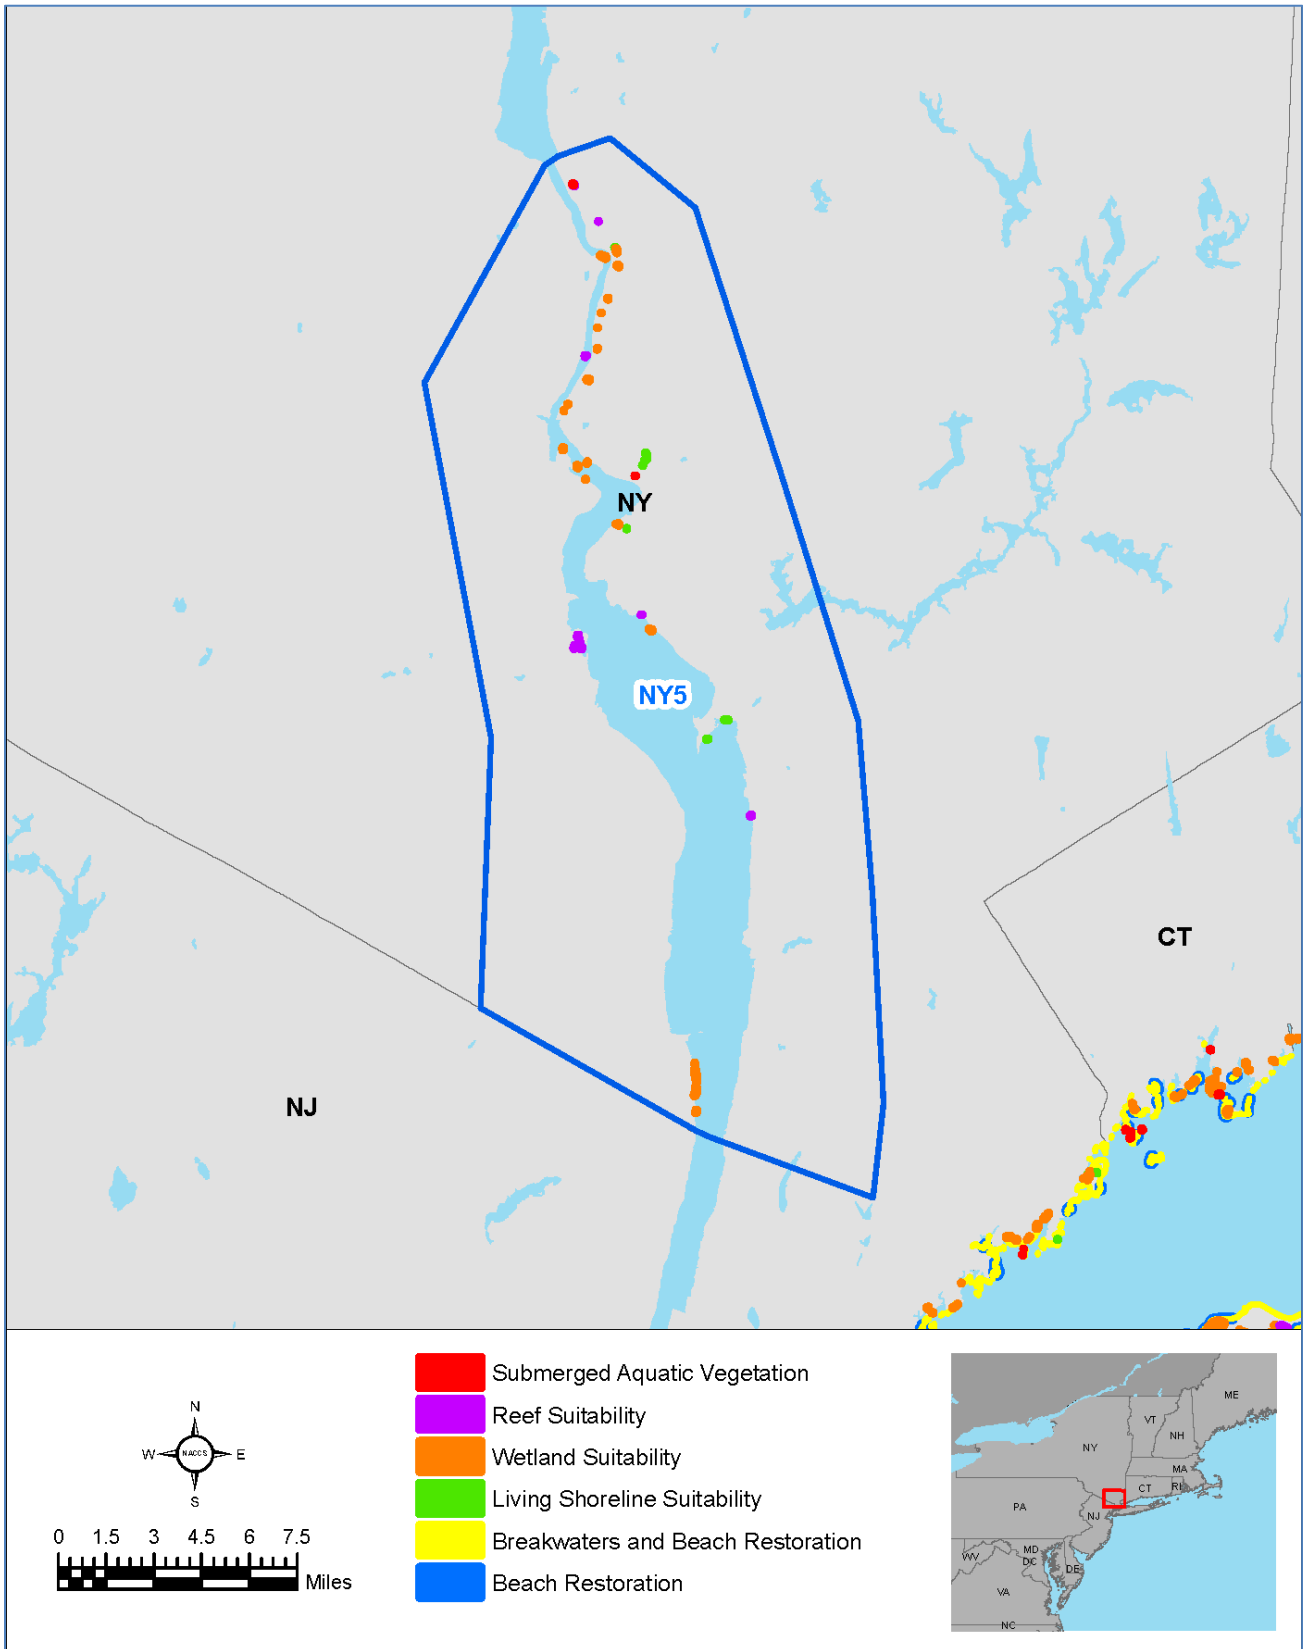 NY
NY5
CT
NJ
N
W NACCS E
S
0 1.5 3 4.5 6 7.5
Miles
Submerged Aquatic Vegetation
Reef Suitability
Wetland Suitability
Living Shoreline Suitability
Breakwaters and Beach Restoration
Beach Restoration
ME
VT
NH
NY
MA
CT
RI
PA
NJ
MD
DC
DE
WV
VA
NC